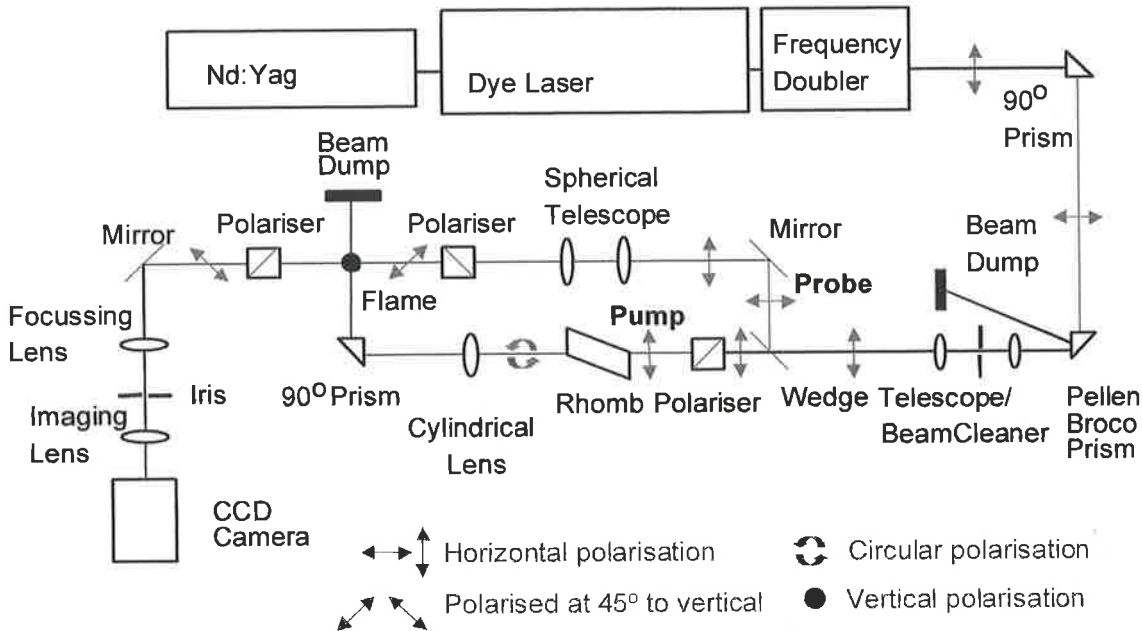 Nd:Yag
Dye Laser
Frequency
Doubler
90o
Prism
Beam
Dump
Spherical
Telescope
Beam
Dump
Polariser
Polariser
Mirror
Mirror
Probe
Flame
Pump
Focussing
Lens
90o Prism
Rhomb
Polariser
Wedge
Telescope/
BeamCleaner
Pellen
Broco
Prism
Iris
Imaging
Lens
Cylindrical
Lens
CCD
Camera
Horizontal polarisation
Circular polarisation
Polarised at 45° to vertical
Vertical polarisation